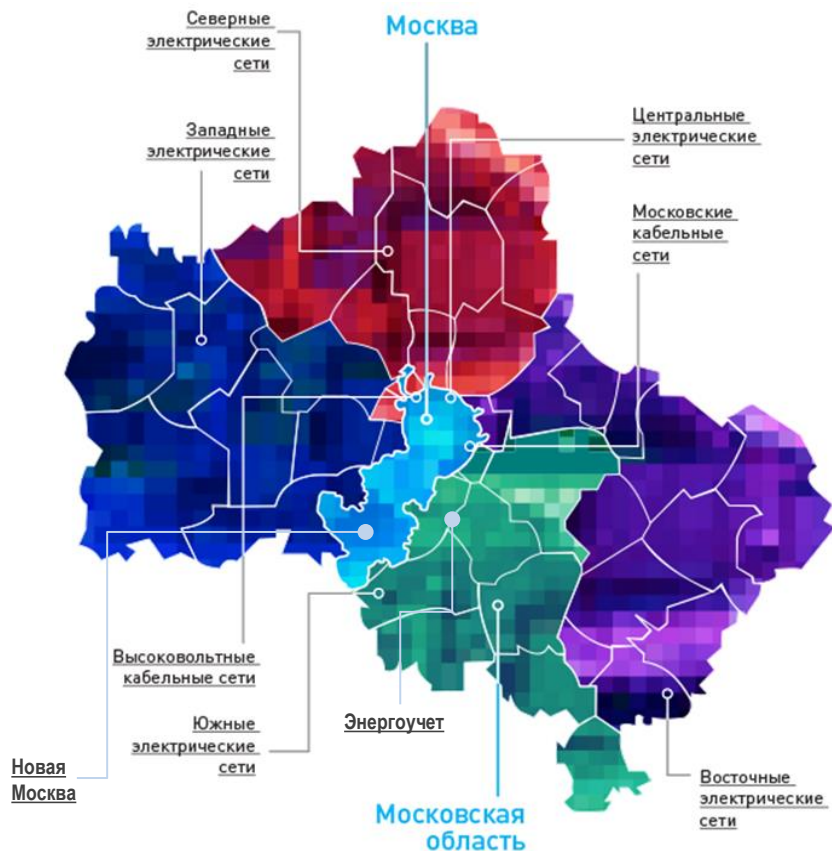 Северные
электрические
сети
Москва
Западные
электрические
сети
Центральные
электрические
сети
Московские
кабельные
сети
Высоковольтные
кабельные сети
Южные
электрические
сети
Энергоучет
Новая
Москва
Московская
область
Восточные
электрические
сети